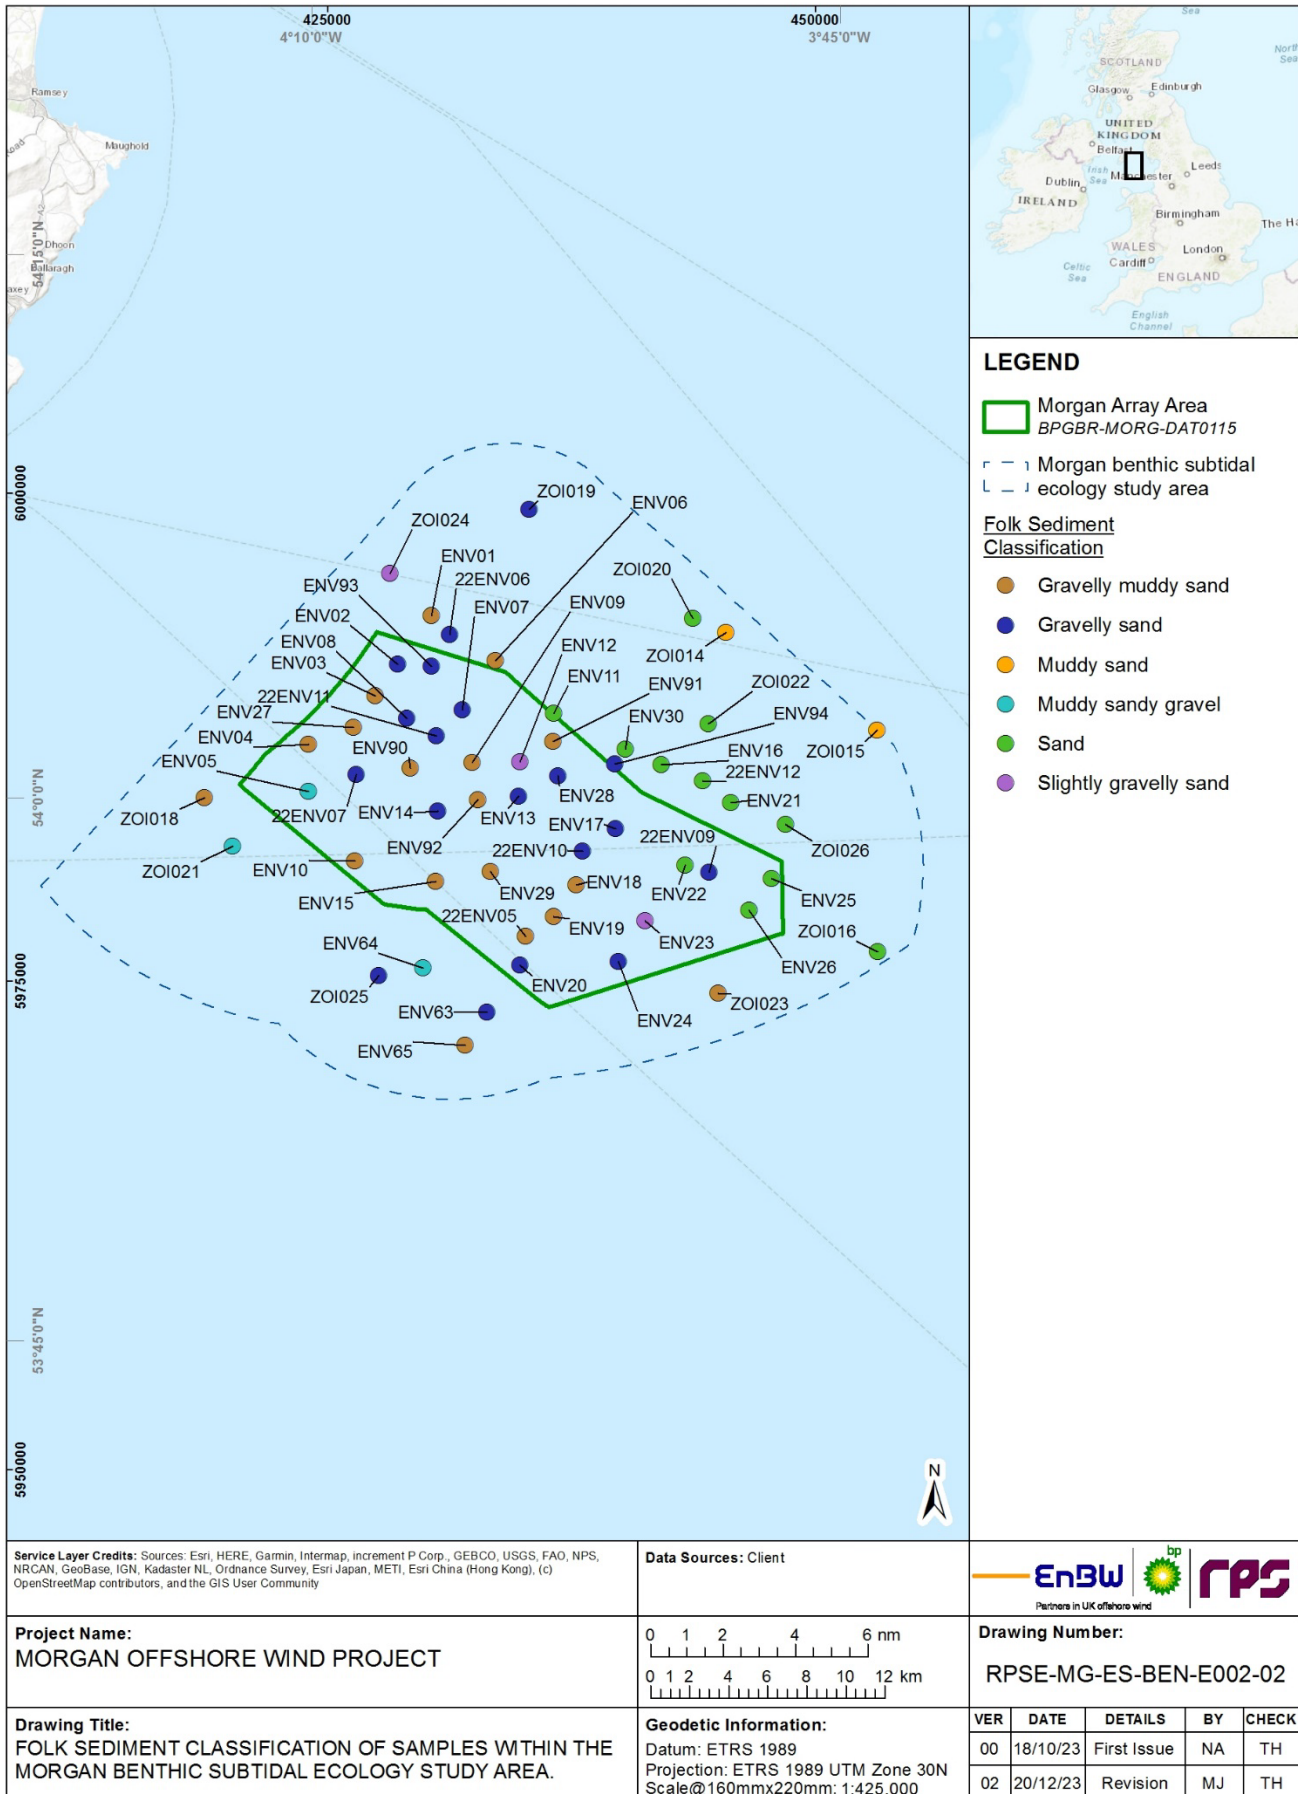 425000
4°10'0"W
450000
3°45'0"W
Ramsey
Maughold
oad
A2
Dhoon
Ballaragh
axey
54°15'0"N
6000000
54°0'0"N
5975000
53°45'0"N
5950000
ZOI019
ENV06
ZOI024
ENV01
22ENV06
ENV93
ENV07
ENV09
ZOI020
ENV02
ENV08
ENV12
ENV03
ENV11
ZOI014
22ENV11
ENV91
ZOI022
ENV27
ENV30
ENV94
ENV04
ENV90
ENV16
ZOI015
ENV05
22ENV12
ENV21
ZOI018
22ENV07
ENV14
ENV13
ENV28
ENV17
ENV92
22ENV10
22ENV09
ZOI026
ZOI021
ENV10
ENV29
ENV18
ENV22
ENV15
ENV25
22ENV05
ENV19
ENV23
ZOI016
ENV64
ENV26
ZOI025
ENV20
ENV63
ENV24
ZOI023
ENV65
N
Sea
North
Sea
SCOTLAND
Glasgow
Edinburgh
UNITED
KINGDOM
Belfast
Irish
Sea
Manchester
Leeds
Dublin
IRELAND
Birmingham
The Ha
WALES
London
Cardiff
Celtic
Sea
ENGLAND
English
Channel
LEGEND
Morgan Array Area
BPGBR-MORG-DAT0115
Morgan benthic subtidal
ecology study area
Folk Sediment
Classification
Gravelly muddy sand
Gravelly sand
Muddy sand
Muddy sandy gravel
Sand
Slightly gravelly sand
Service Layer Credits: Sources: Esri, HERE, Garmin, Intermap, increment P Corp., GEBCO, USGS, FAO, NPS,
NRCAN, GeoBase, IGN, Kadaster NL, Ordnance Survey, Esri Japan, METI, Esri China (Hong Kong), (c)
OpenStreetMap contributors, and the GIS User Community
Data Sources: Client
EnBW
bp
rps
Partners in UK offshore wind
Project Name:
MORGAN OFFSHORE WIND PROJECT
0 1 2 4 6 nm
0 1 2 4 6 8 10 12 km
Drawing Number:
RPSE-MG-ES-BEN-E002-02
Drawing Title:
FOLK SEDIMENT CLASSIFICATION OF SAMPLES WITHIN THE
MORGAN BENTHIC SUBTIDAL ECOLOGY STUDY AREA.
Geodetic Information:
Datum: ETRS 1989
Projection: ETRS 1989 UTM Zone 30N
Scale@160mmx220mm: 1:425,000
VER DATE DETAILS BY CHECK
00 18/10/23 First Issue NA TH
02 20/12/23 Revision MJ TH